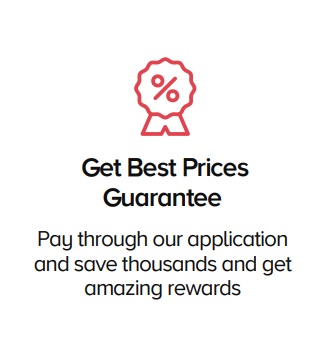 %
Get Best Prices
Guarantee
Pay through our application
and save thousands and get
amazing rewards